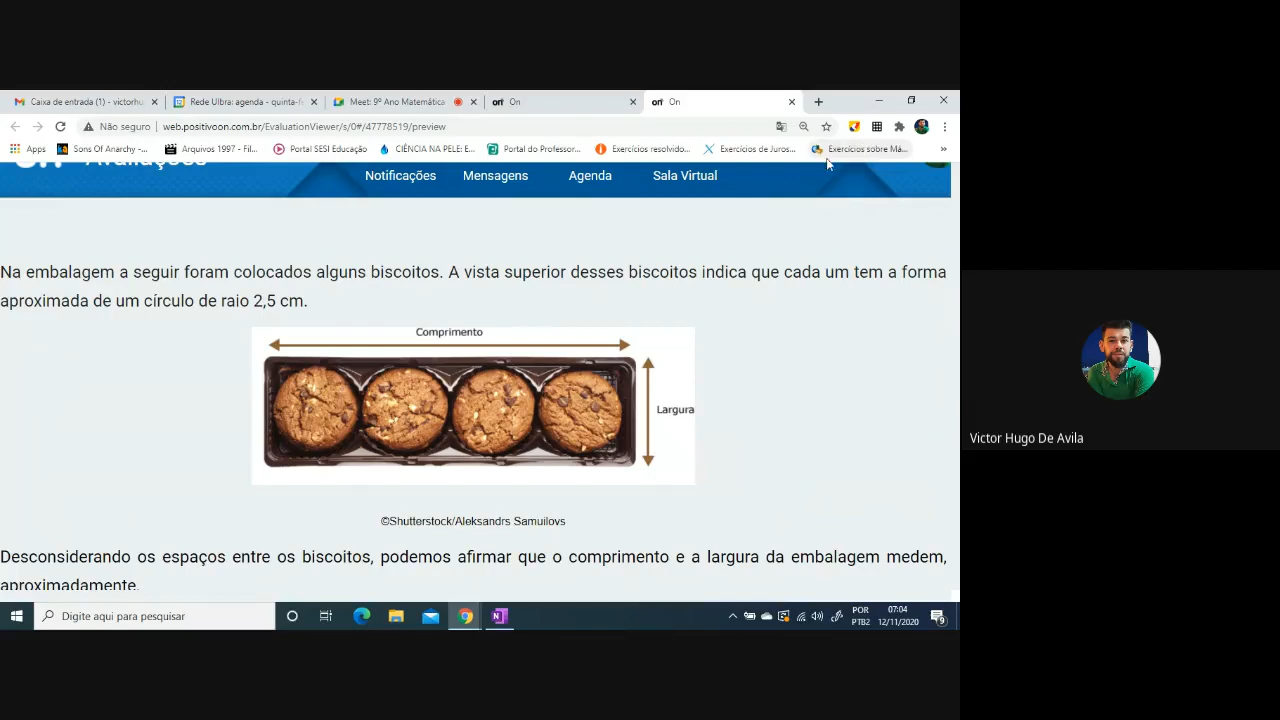 Caixa de entrada (1) - victorhu
Rede Ulbra: agenda - quinta-f
Meet: 9º Ano Matemática
On
On
Não seguro
web.positivoon.com.br/EvaluationViewer/s/0#/47778519/preview
Apps
Sons Of Anarchy -...
Arquivos 1997 - Fil...
Portal SESI Educação
CIÊNCIA NA PELE: E...
Portal do Professor...
Exercícios resolvido...
Exercícios de Juros...
Exercícios sobre Má...
»
Avaliações
Notificações
Mensagens
Agenda
Sala Virtual
Na embalagem a seguir foram colocados alguns biscoitos. A vista superior desses biscoitos indica que cada um tem a forma
aproximada de um círculo de raio 2,5 cm.
Comprimento
Largura
©Shutterstock/Aleksandrs Samuilovs
Desconsiderando os espaços entre os biscoitos, podemos afirmar que o comprimento e a largura da embalagem medem,
aproximadamente,
Victor Hugo De Avila
Digite aqui para pesquisar
POR
PTB2
07:04
12/11/2020
9